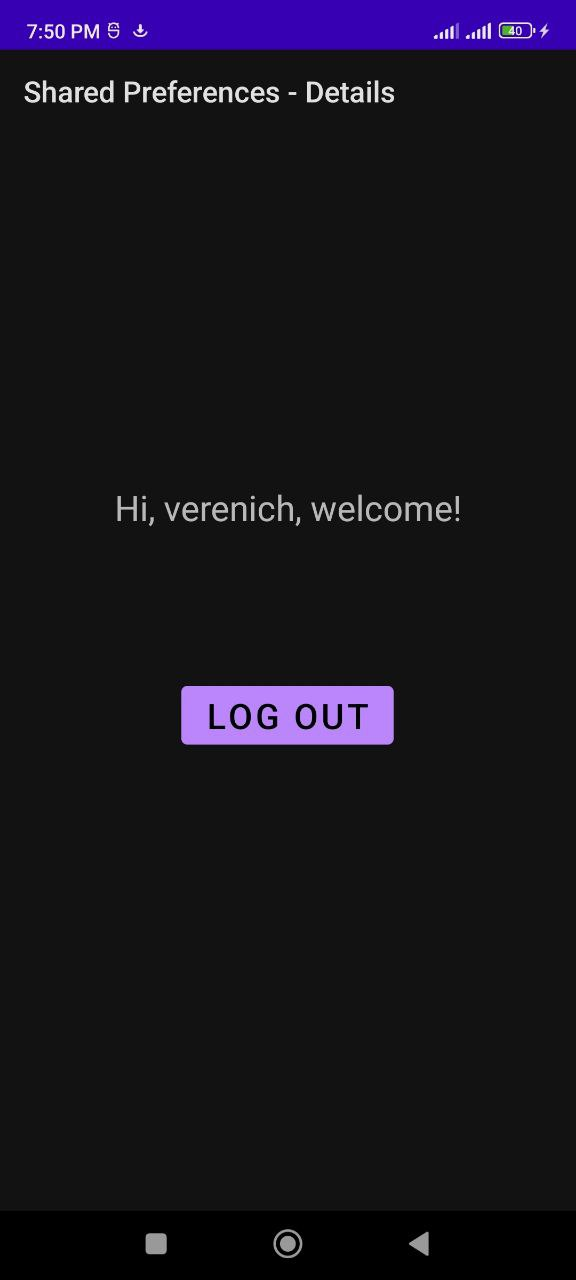 7:50 PM
40
Shared Preferences - Details
Hi, verenich, welcome!
LOG OUT